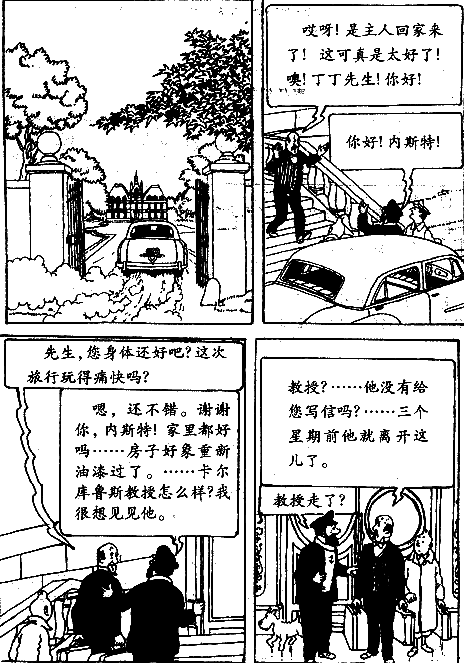 哎呀！是主人回家来
了！这可真是太好了！
噢！丁丁先生！你好！
你好！内斯特！
先生，您身体还好吧？这次
旅行玩得痛快吗？
嗯，还不错。谢谢
你，内斯特！家里都好
吗……房子好象重新
油漆过了。……卡尔
库鲁斯教授怎么样？我
很想见见他。
教授？……他没有给
您写信吗？……三个
星期前他就离开这
儿了。
教授走了？